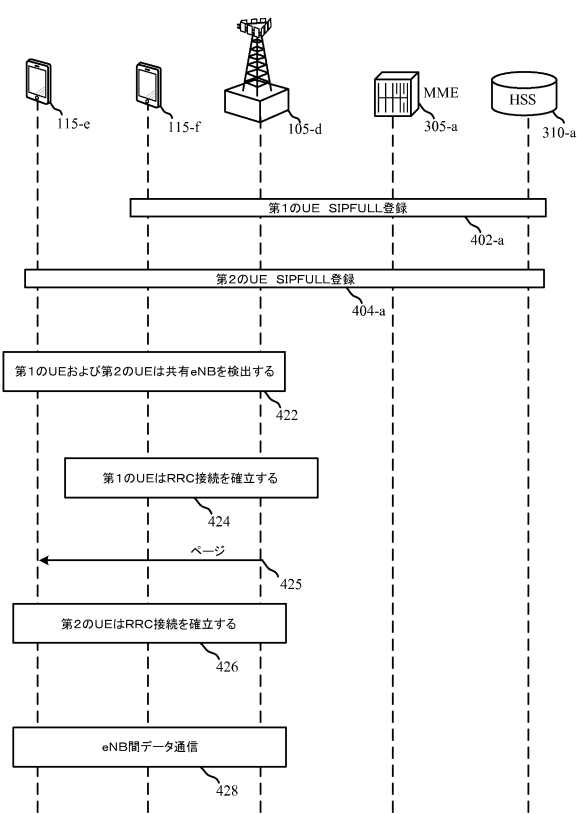 115-e
115-f
105-d
MME
305-a
HSS
310-a
第1のUE SIPFULL登録
402-a
第2のUE SIPFULL登録
404-a
第1のUEおよび第2のUEは共有eNBを検出する
422
第1のUEはRRC接続を確立する
424
ページ
425
第2のUEはRRC接続を確立する
426
eNB間データ通信
428